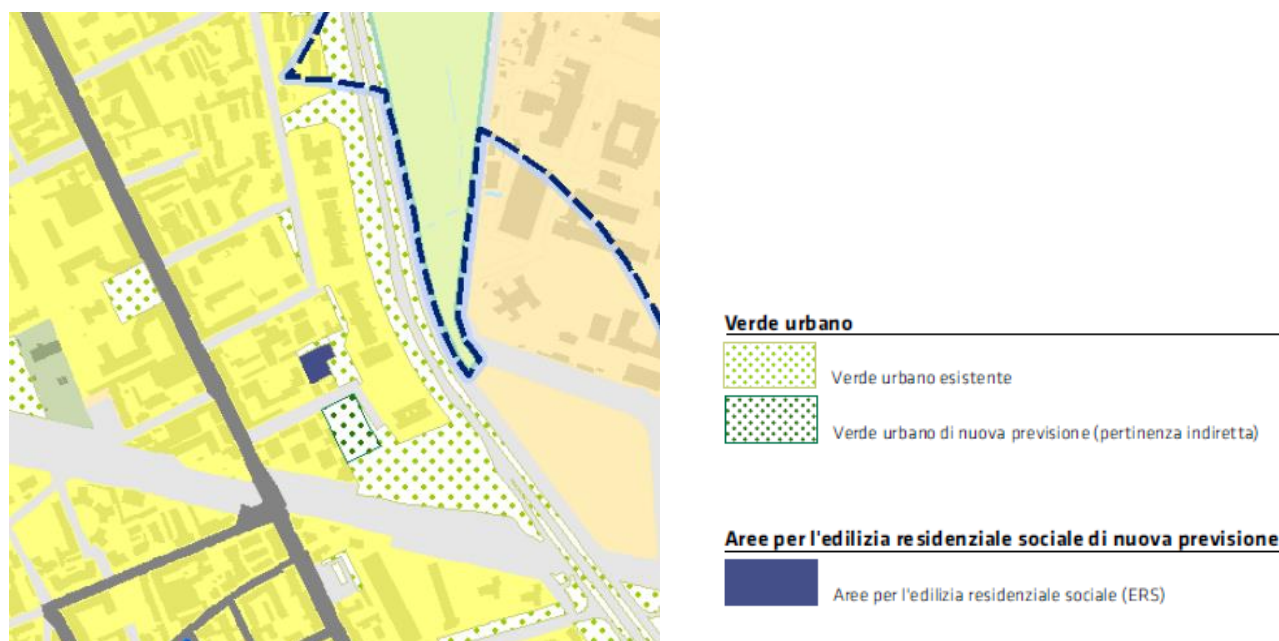 Verde urbano
Verde urbano esistente
Verde urbano di nuova previsione (pertinenza indiretta)
Aree per l'edilizia residenziale sociale di nuova previsione
Aree per l'edilizia residenziale sociale (ERS)